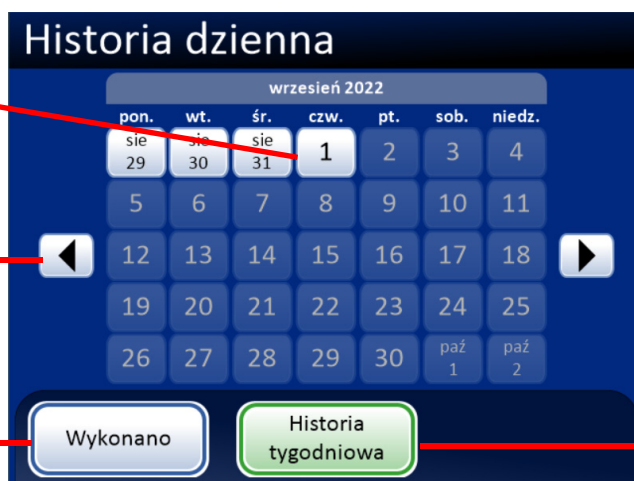 Historia dzienna
wrzesień 2022
pon. wt. śr. czw. pt. sob. niedz.
sie 29 sie 30 sie 31 1 2 3 4
5 6 7 8 9 10 11
12 13 14 15 16 17 18
19 20 21 22 23 24 25
26 27 28 29 30 paź 1 paź 2
Wykonano
Historia
tygodniowa